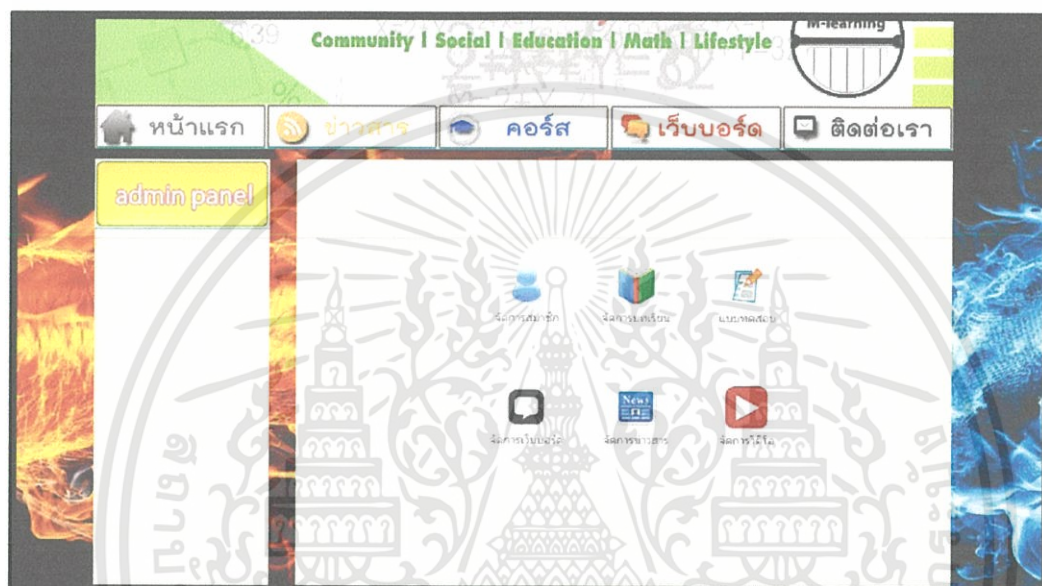 M-learning
Community | Social | Education | Math | Lifestyle
หน้าแรก ข่าวสาร คอร์ส เว็บบอร์ด ติดต่อเรา
admin panel
จัดการสมาชิก จัดการบทเรียน แบบทดสอบ
News
จัดการเว็บบอร์ด จัดการข่าวสาร จัดการวิดีโอ